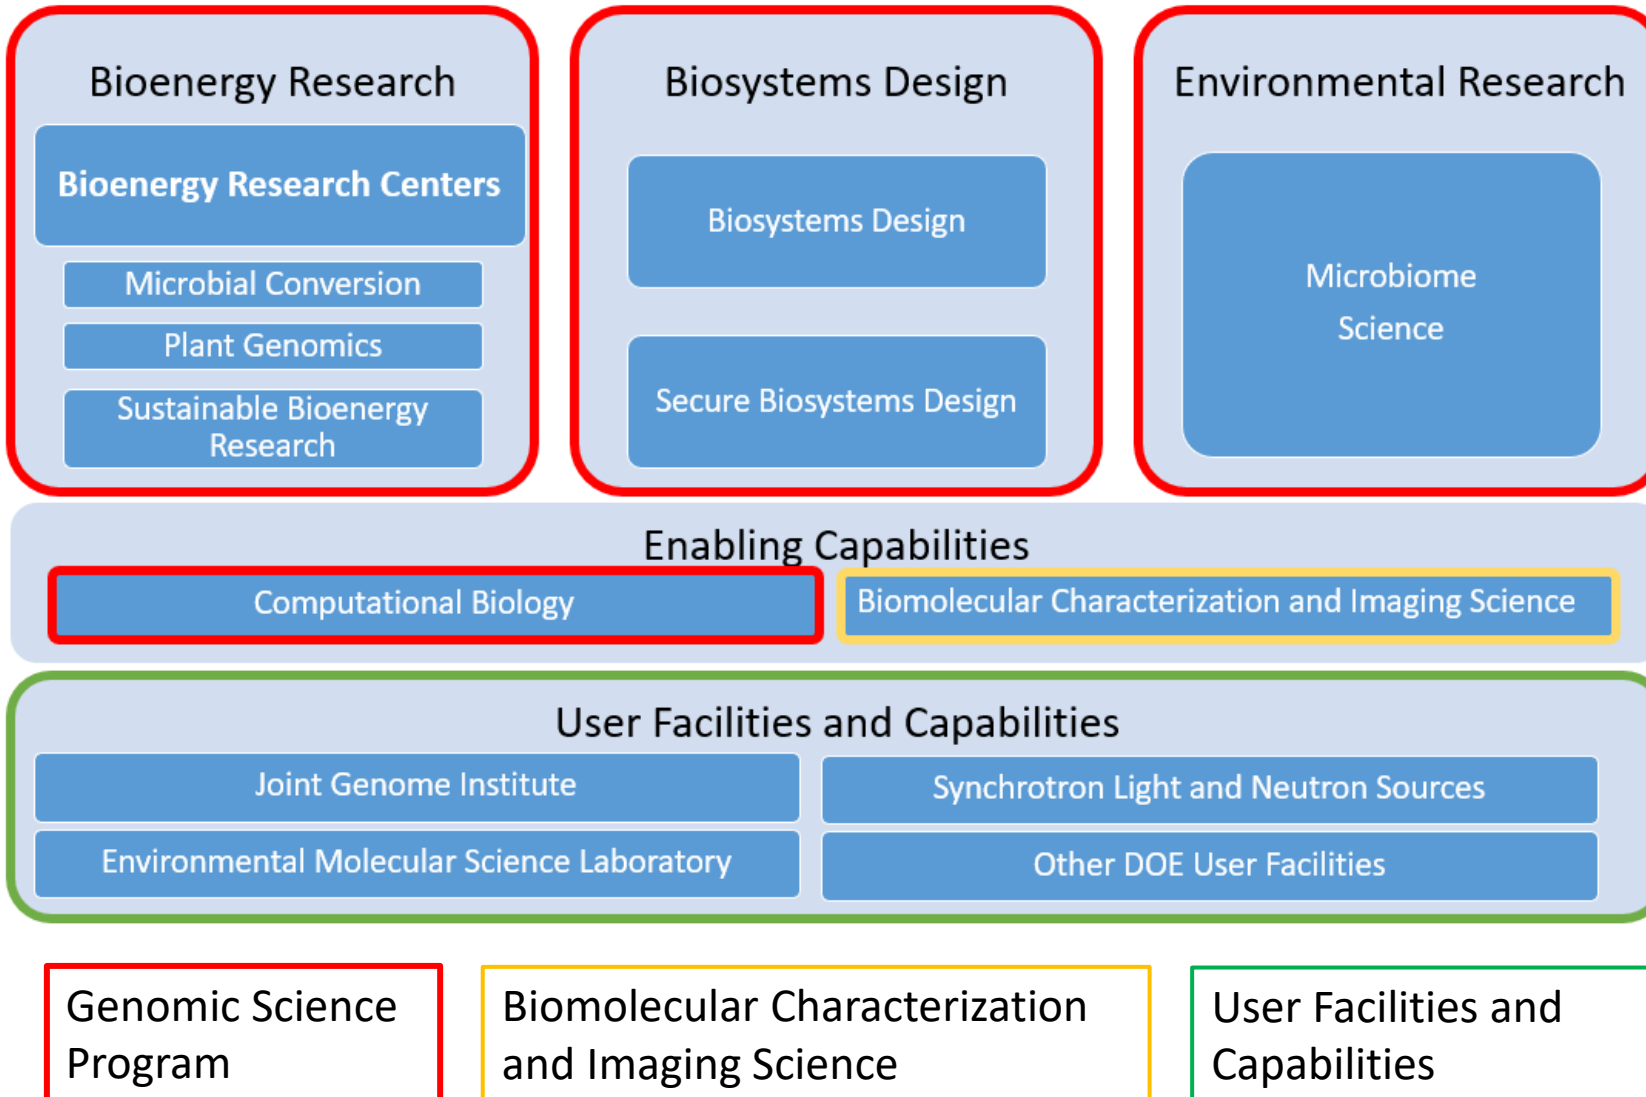 Bioenergy Research
Bioenergy Research Centers
Microbial Conversion
Plant Genomics
Sustainable Bioenergy
Research
Biosystems Design
Biosystems Design
Secure Biosystems Design
Environmental Research
Microbiome
Science
Enabling Capabilities
Computational Biology
Biomolecular Characterization and Imaging Science
User Facilities and Capabilities
Joint Genome Institute
Synchrotron Light and Neutron Sources
Environmental Molecular Science Laboratory
Other DOE User Facilities
Genomic Science
Program
Biomolecular Characterization
and Imaging Science
User Facilities and
Capabilities